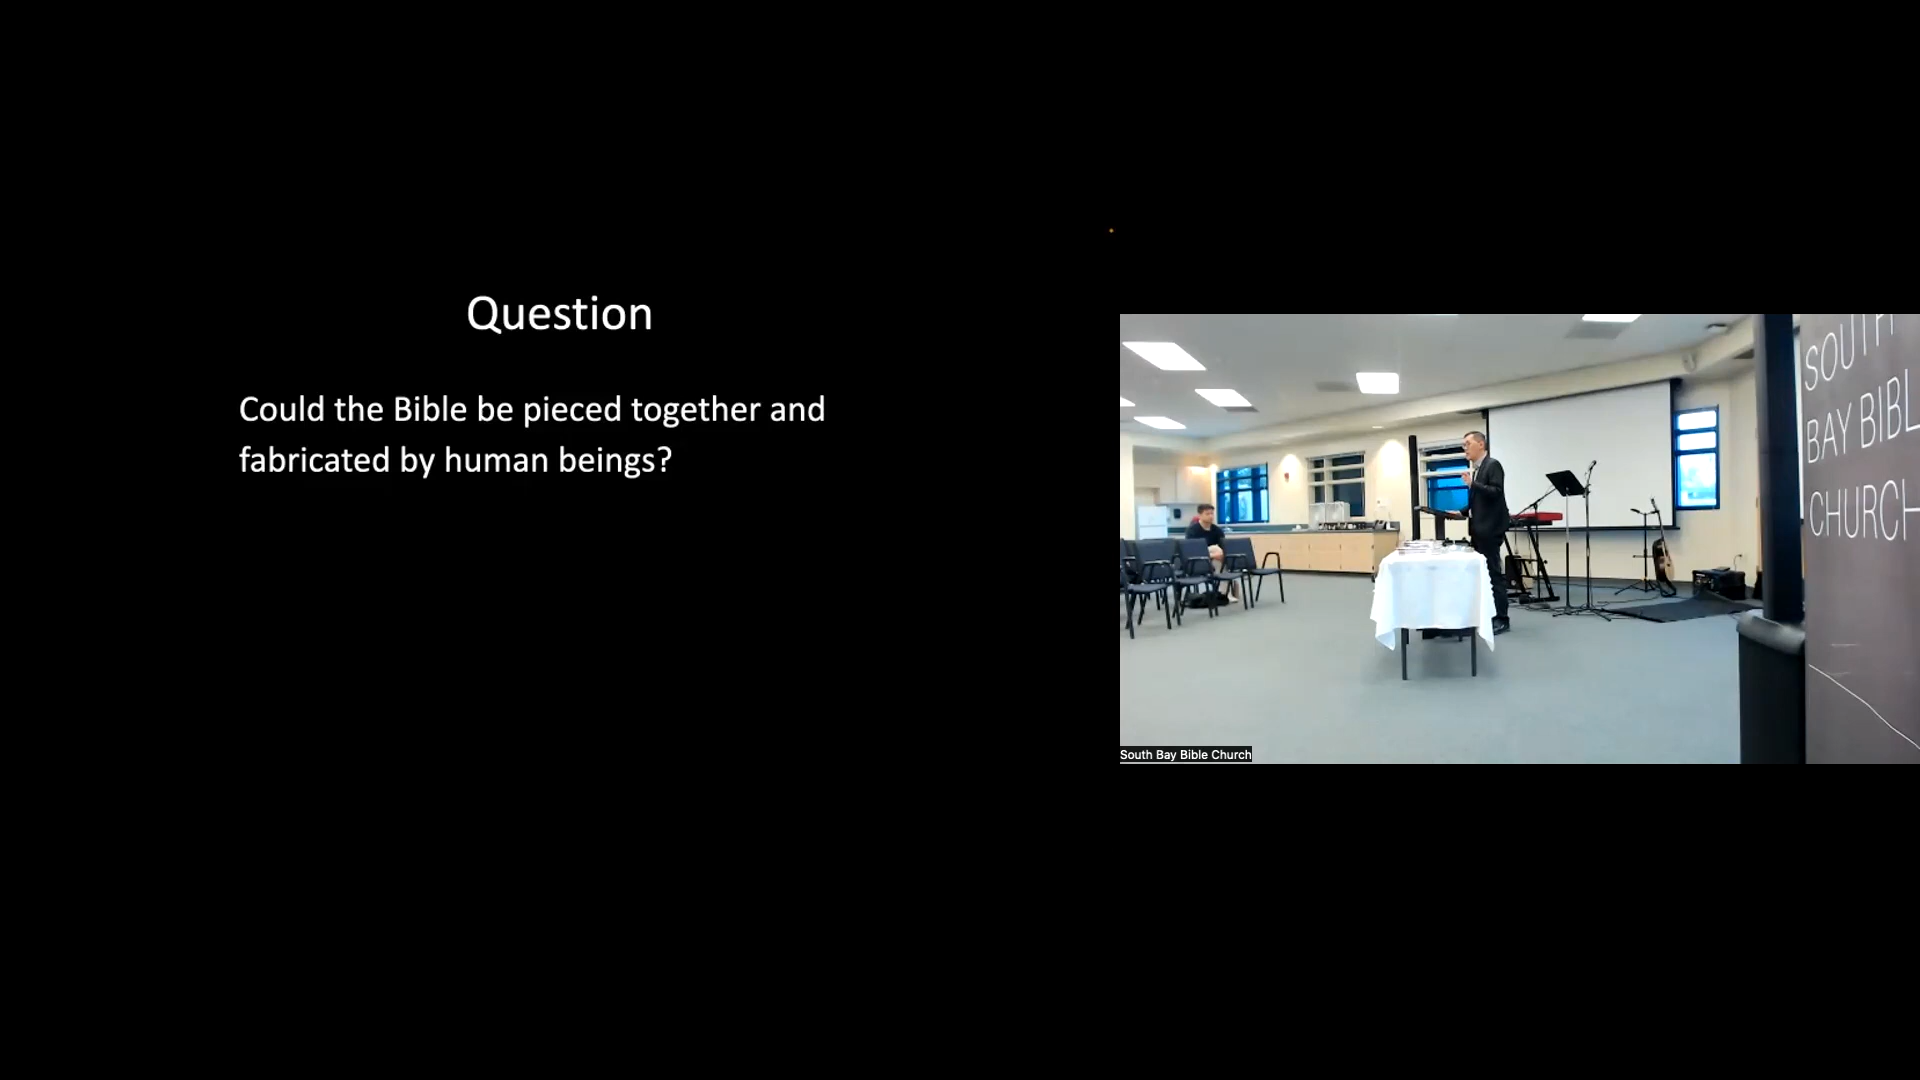 Question
Could the Bible be pieced together and
fabricated by human beings?
SOUTH
BAY BIBL
CHURCH
South Bay Bible Church